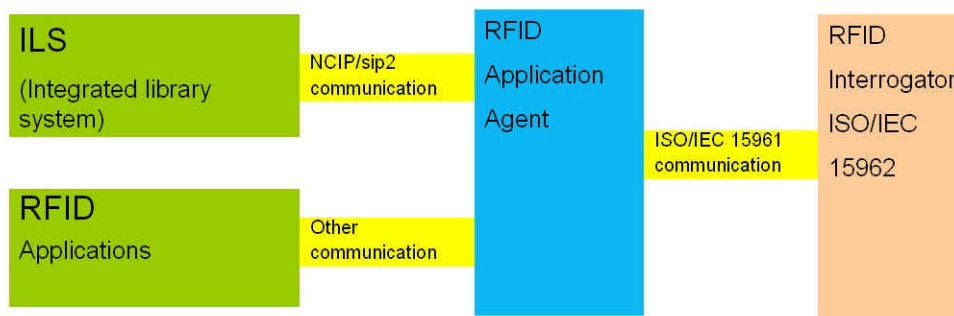 ILS
(Integrated library
system)
NCIP/sip2
communication
RFID
Application
Agent
RFID
Interrogator
ISO/IEC
15962
ISO/IEC 15961
communication
RFID
Applications
Other
communication